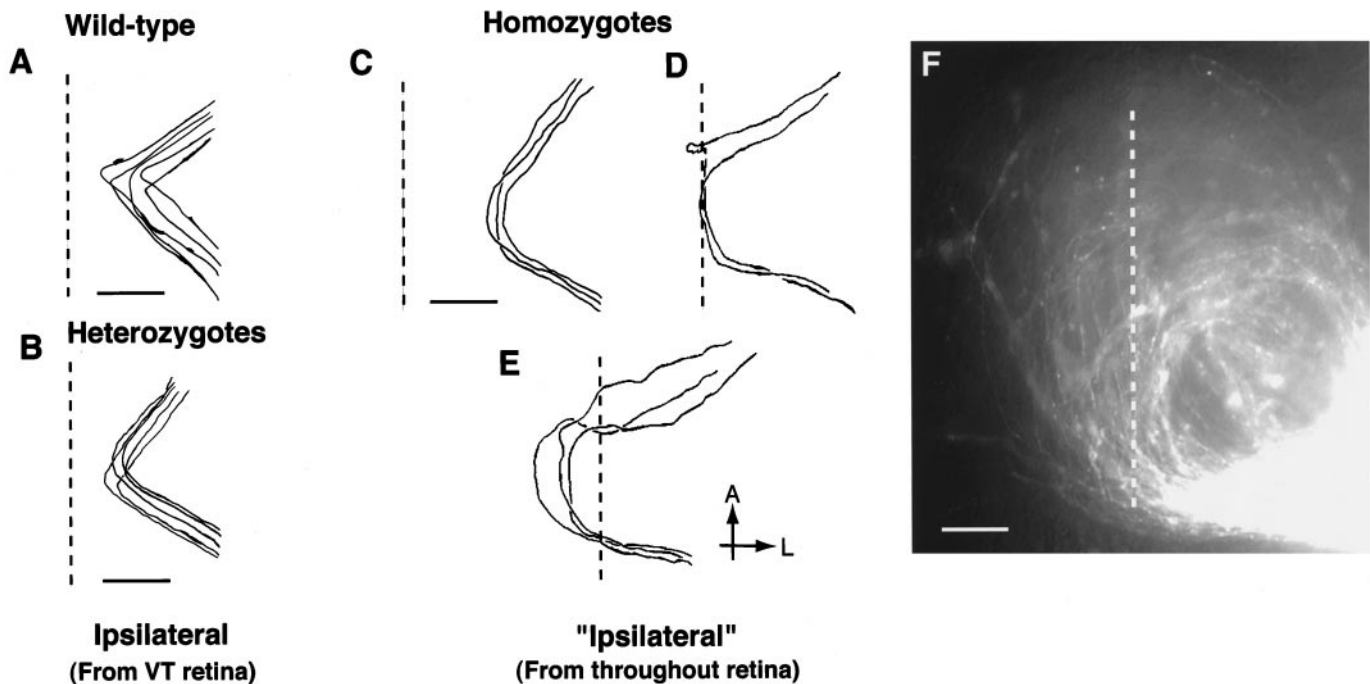 Wild-type
Homozygotes
A
C
D
F
Heterozygotes
B
E
A
L
Ipsilateral
(From VT retina)
"Ipsilateral"
(From throughout retina)